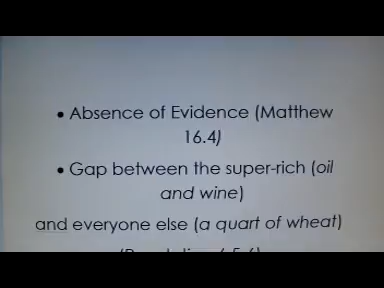 • Absence of Evidence (Matthew
16.4)
• Gap between the super-rich (oil
and wine)
and everyone else (a quart of wheat)